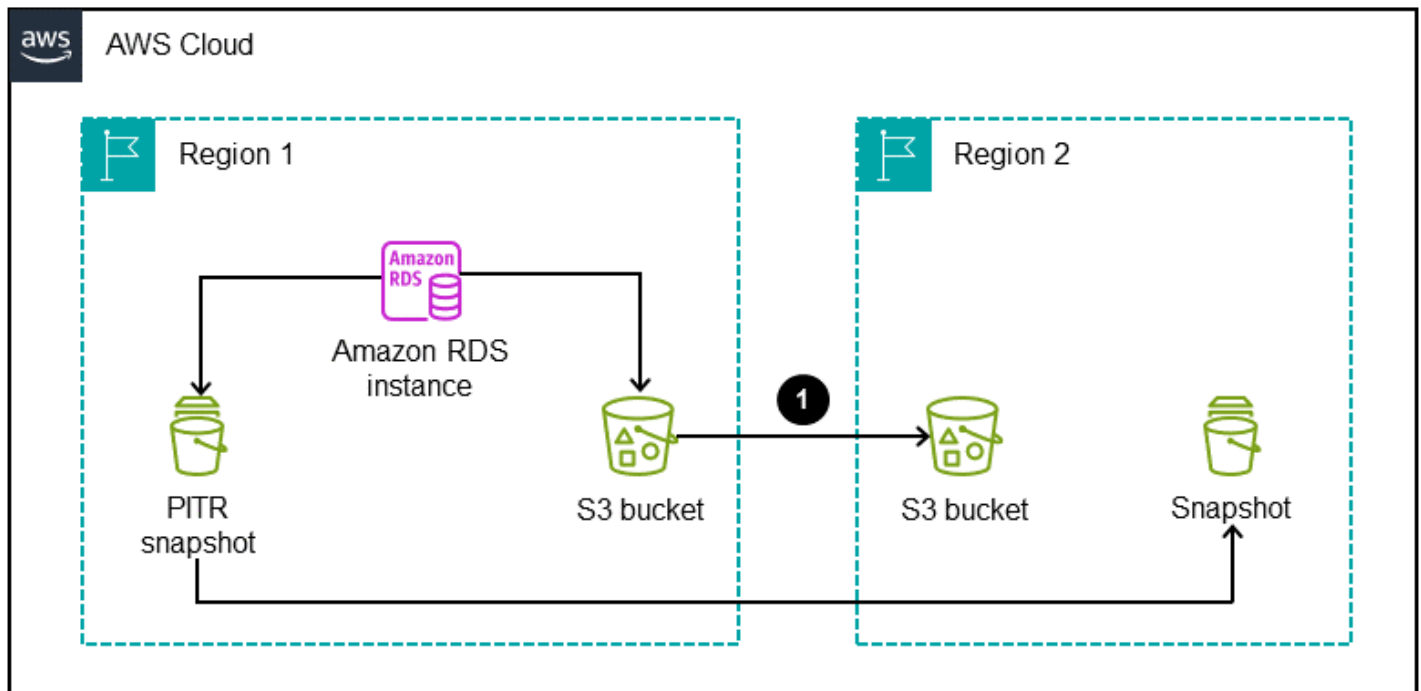 aws
AWS Cloud
Region 1
Region 2
Amazon
RDS
Amazon RDS
instance
1
PITR
snapshot
S3 bucket
S3 bucket
Snapshot